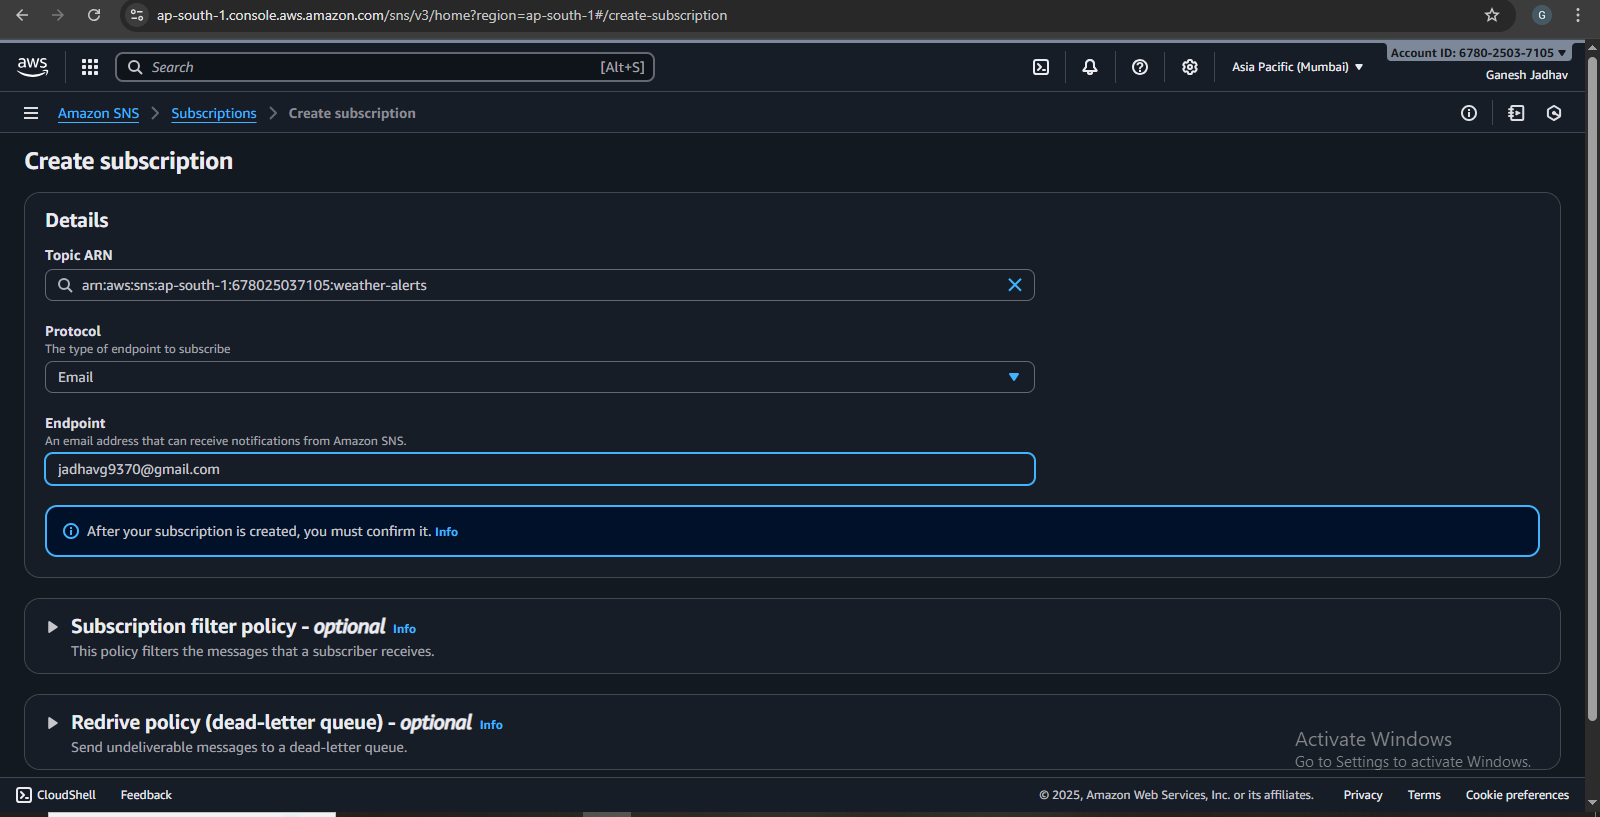 ap-south-1.console.aws.amazon.com/sns/v3/home?region=ap-south-1#/create-subscription
G
aws
Search
[Alt+S]
Asia Pacific (Mumbai)
Account ID: 6780-2503-7105
Ganesh Jadhav
Amazon SNS
Subscriptions
Create subscription
Create subscription
Details
Topic ARN
arn:aws:sns:ap-south-1:678025037105:weather-alerts
Protocol
The type of endpoint to subscribe
Email
Endpoint
An email address that can receive notifications from Amazon SNS.
jadhavg9370@gmail.com
After your subscription is created, you must confirm it. Info
Subscription filter policy - optional Info
This policy filters the messages that a subscriber receives.
Redrive policy (dead-letter queue) - optional Info
Send undeliverable messages to a dead-letter queue.
Activate Windows
Go to Settings to activate Windows.
CloudShell
Feedback
© 2025, Amazon Web Services, Inc. or its affiliates.
Privacy
Terms
Cookie preferences